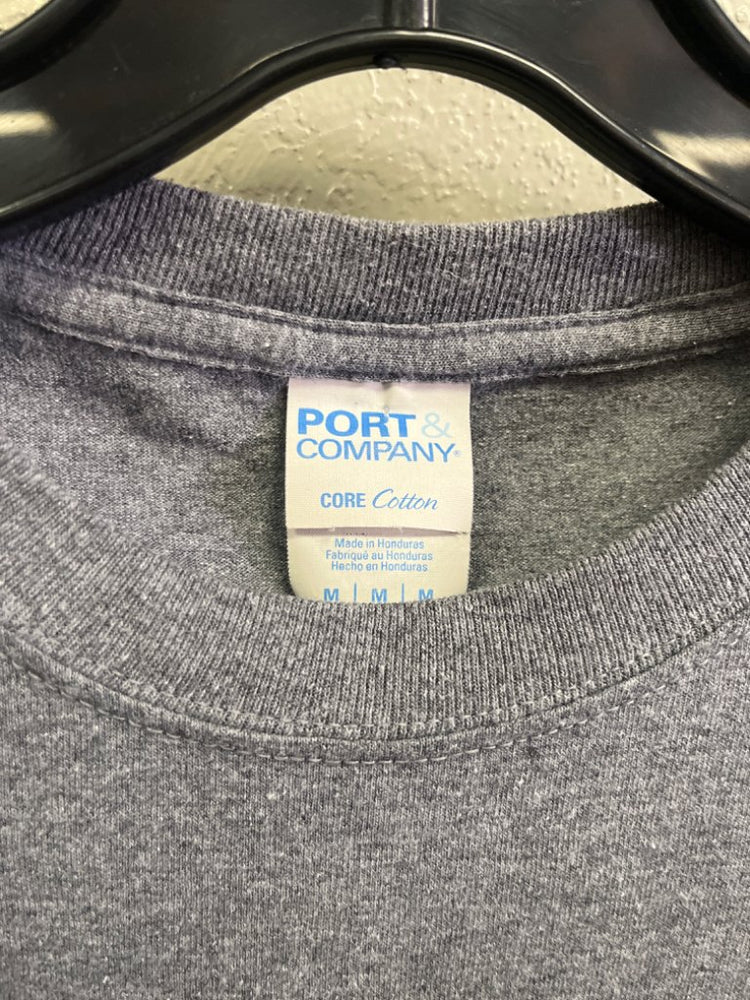 PORT &
COMPANY®
CORE Cotton
Made in Honduras
Fabriqué au Honduras
Hecho en Honduras
M | M | M